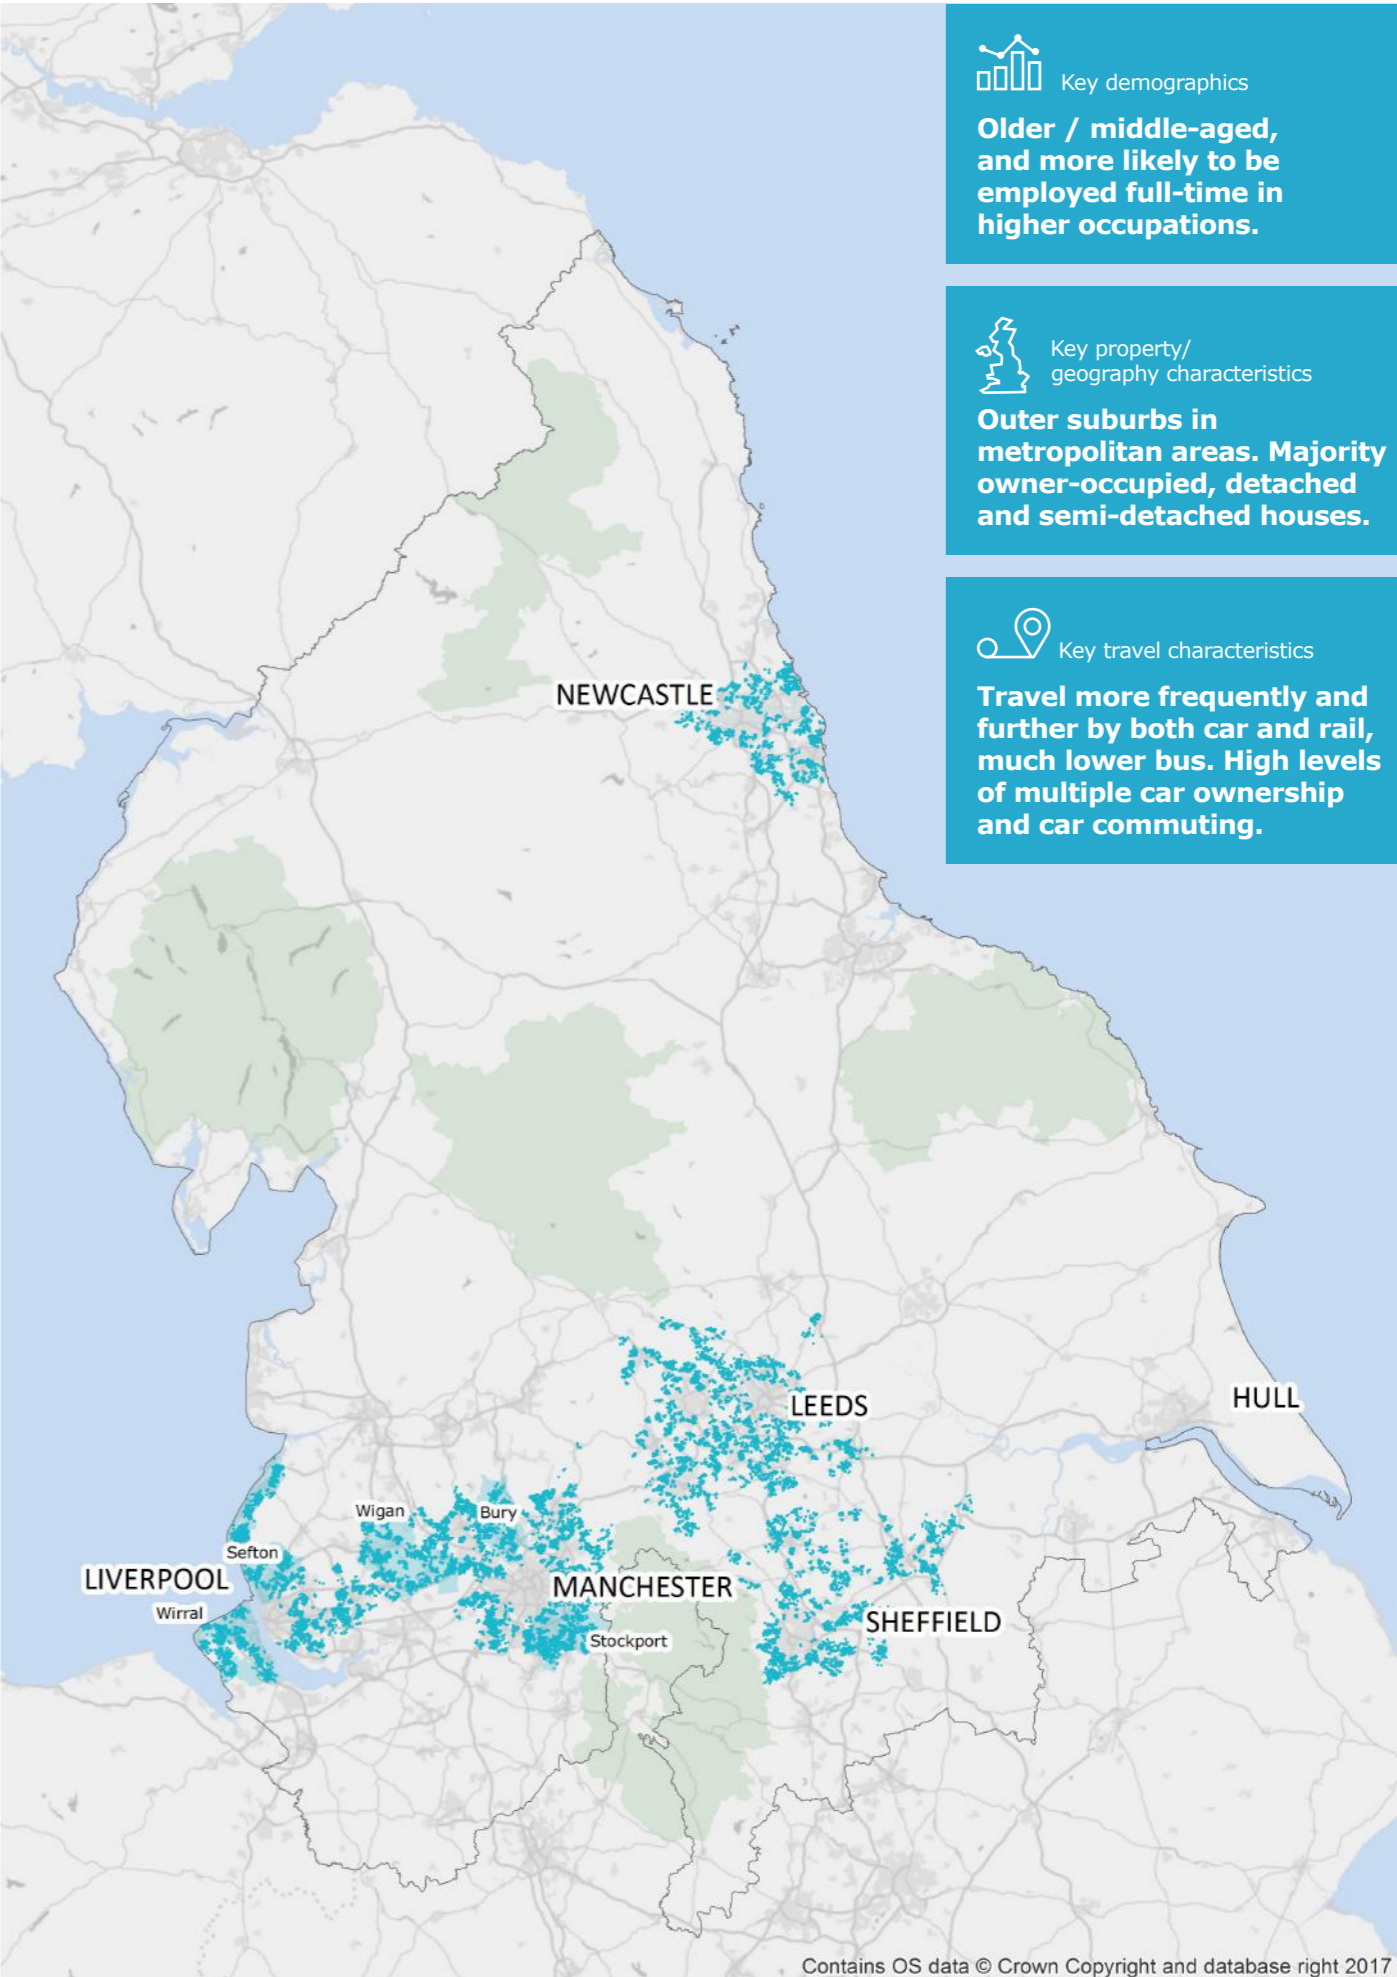 Key demographics
Older / middle-aged,
and more likely to be
employed full-time in
higher occupations.
Key property/
geography characteristics
Outer suburbs in
metropolitan areas. Majority
owner-occupied, detached
and semi-detached houses.
Key travel characteristics
Travel more frequently and
further by both car and rail,
much lower bus. High levels
of multiple car ownership
and car commuting.
NEWCASTLE
LEEDS
HULL
Wigan
Bury
Sefton
LIVERPOOL
MANCHESTER
Wirral
SHEFFIELD
Stockport
Contains OS data © Crown Copyright and database right 2017